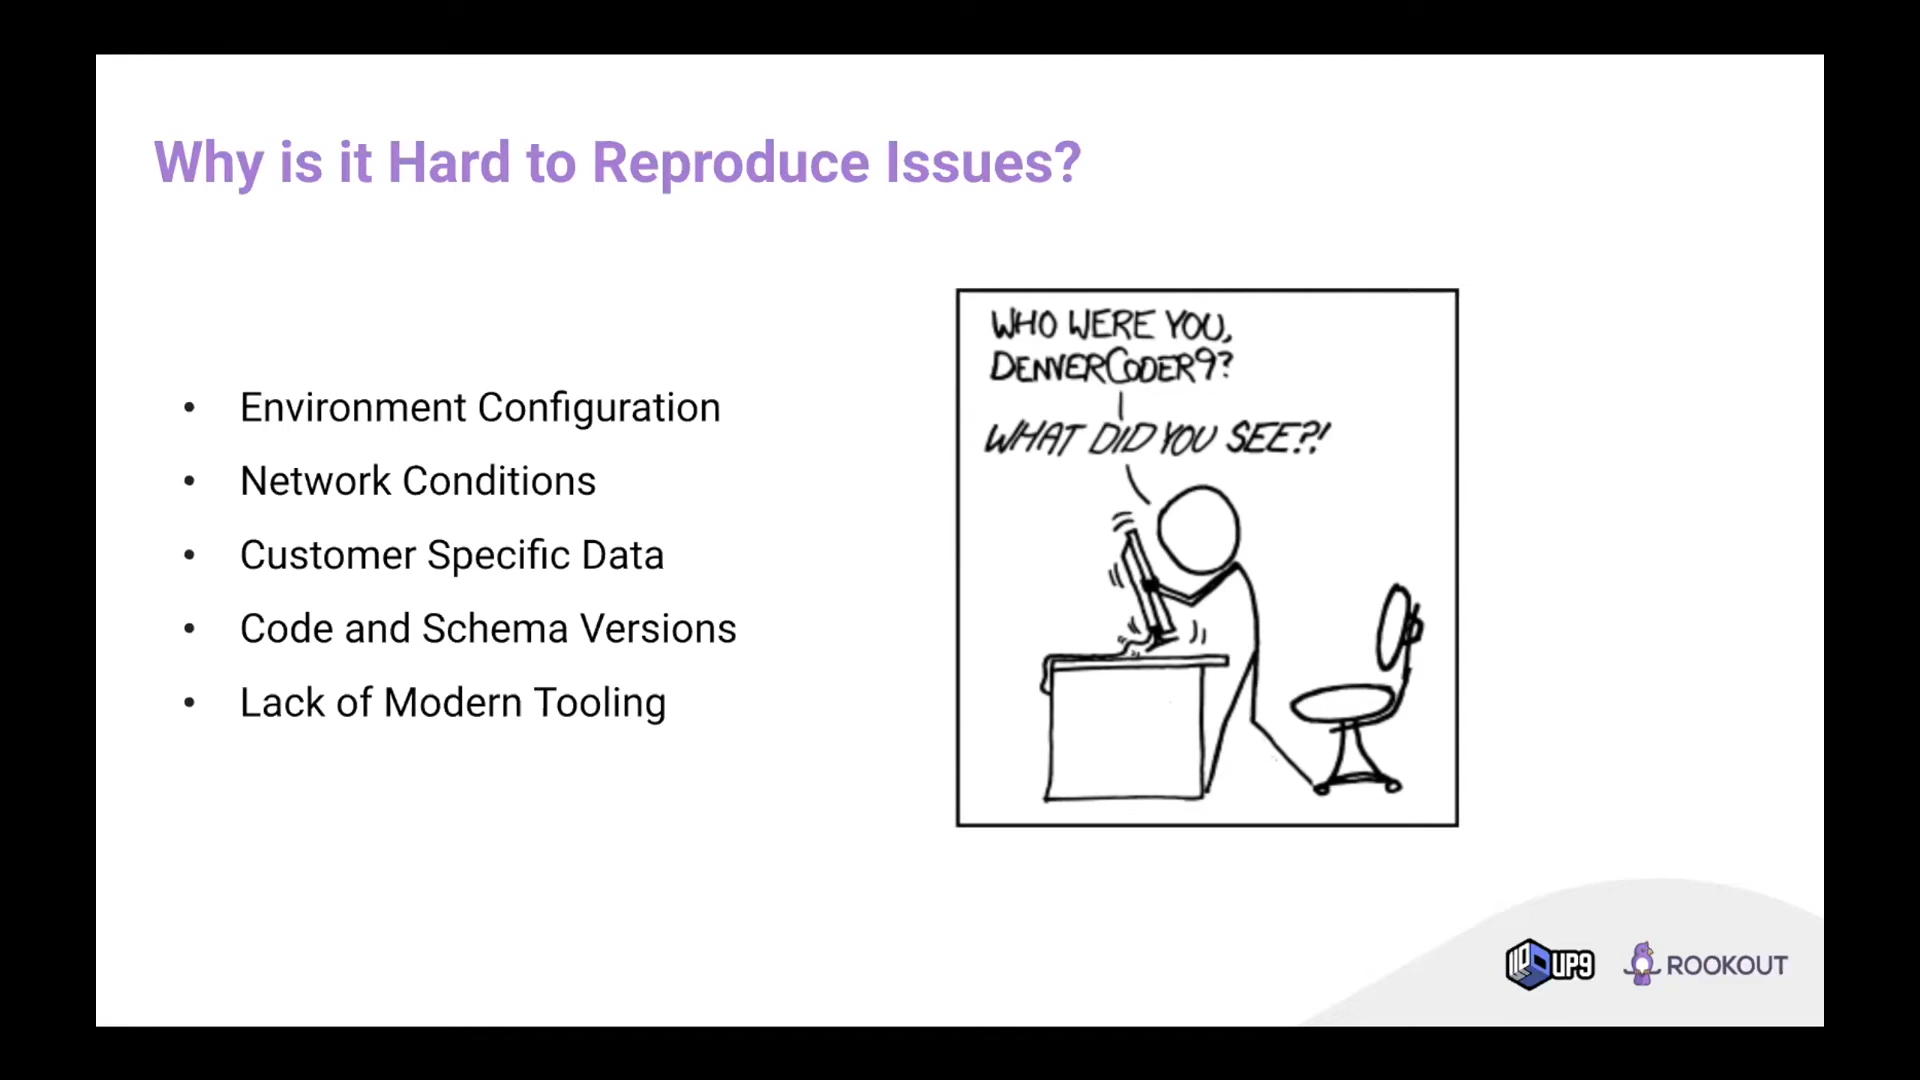 Why is it Hard to Reproduce Issues?
• Environment Configuration
• Network Conditions
• Customer Specific Data
• Code and Schema Versions
• Lack of Modern Tooling
WHO WERE YOU,
DENVERCODER9?
WHAT DID YOU SEE?!
UP9
ROOKOUT